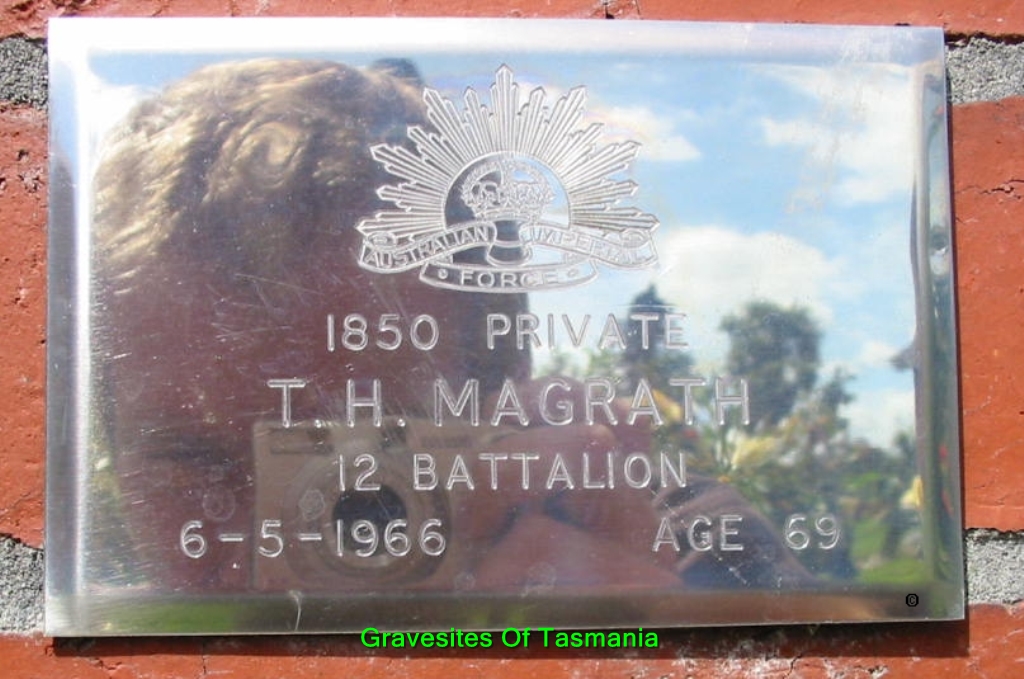 AUSTRALIAN IMPERIAL
FORCE
1850 PRIVATE
T. H. MAGRATH
12 BATTALION
6-5-1966 AGE 69
©
Gravesites Of Tasmania